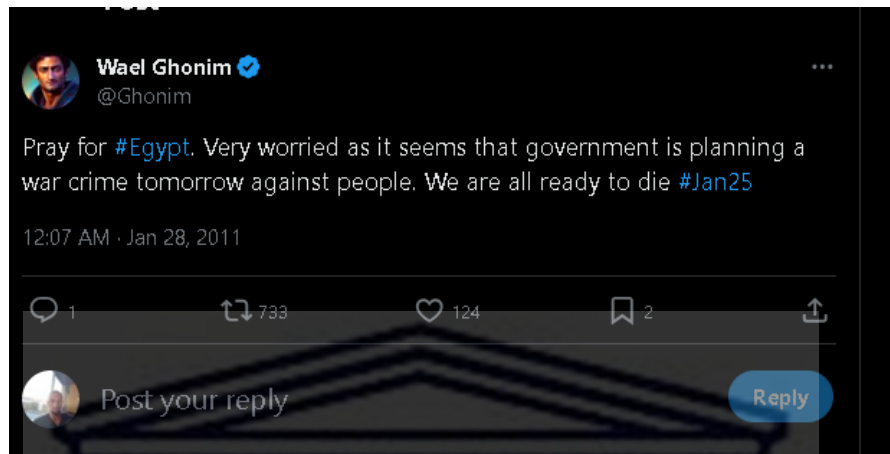 Post
Wael Ghonim
@Ghonim
Pray for #Egypt. Very worried as it seems that government is planning a
war crime tomorrow against people. We are all ready to die #Jan25
12:07 AM · Jan 28, 2011
1 733 124 2
Post your reply Reply